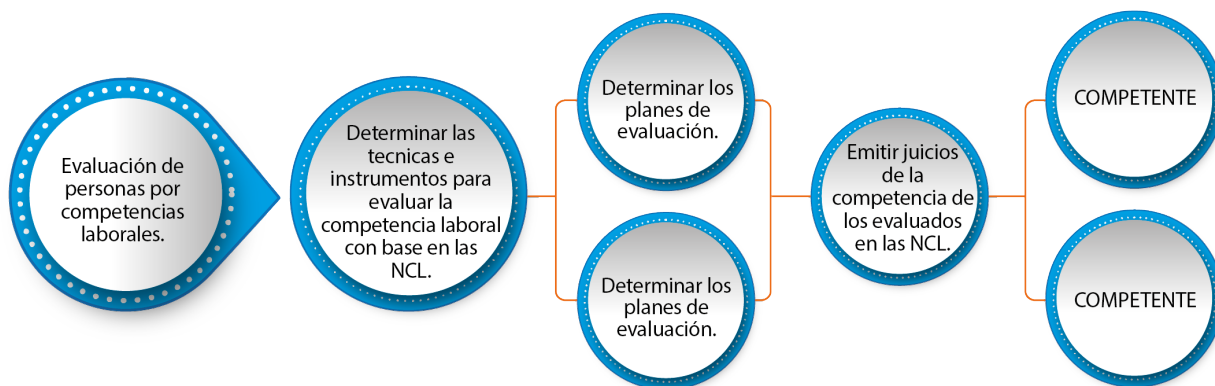 Evaluación de
personas por
competencias
laborales.
Determinar las
tecnicas e
instrumentos para
evaluar la
competencia laboral
con base en las
NCL.
Determinar los
planes de
evaluación.
Determinar los
planes de
evaluación.
Emitir juicios
de la
competencia de
los evaluados
en las NCL.
COMPETENTE
COMPETENTE